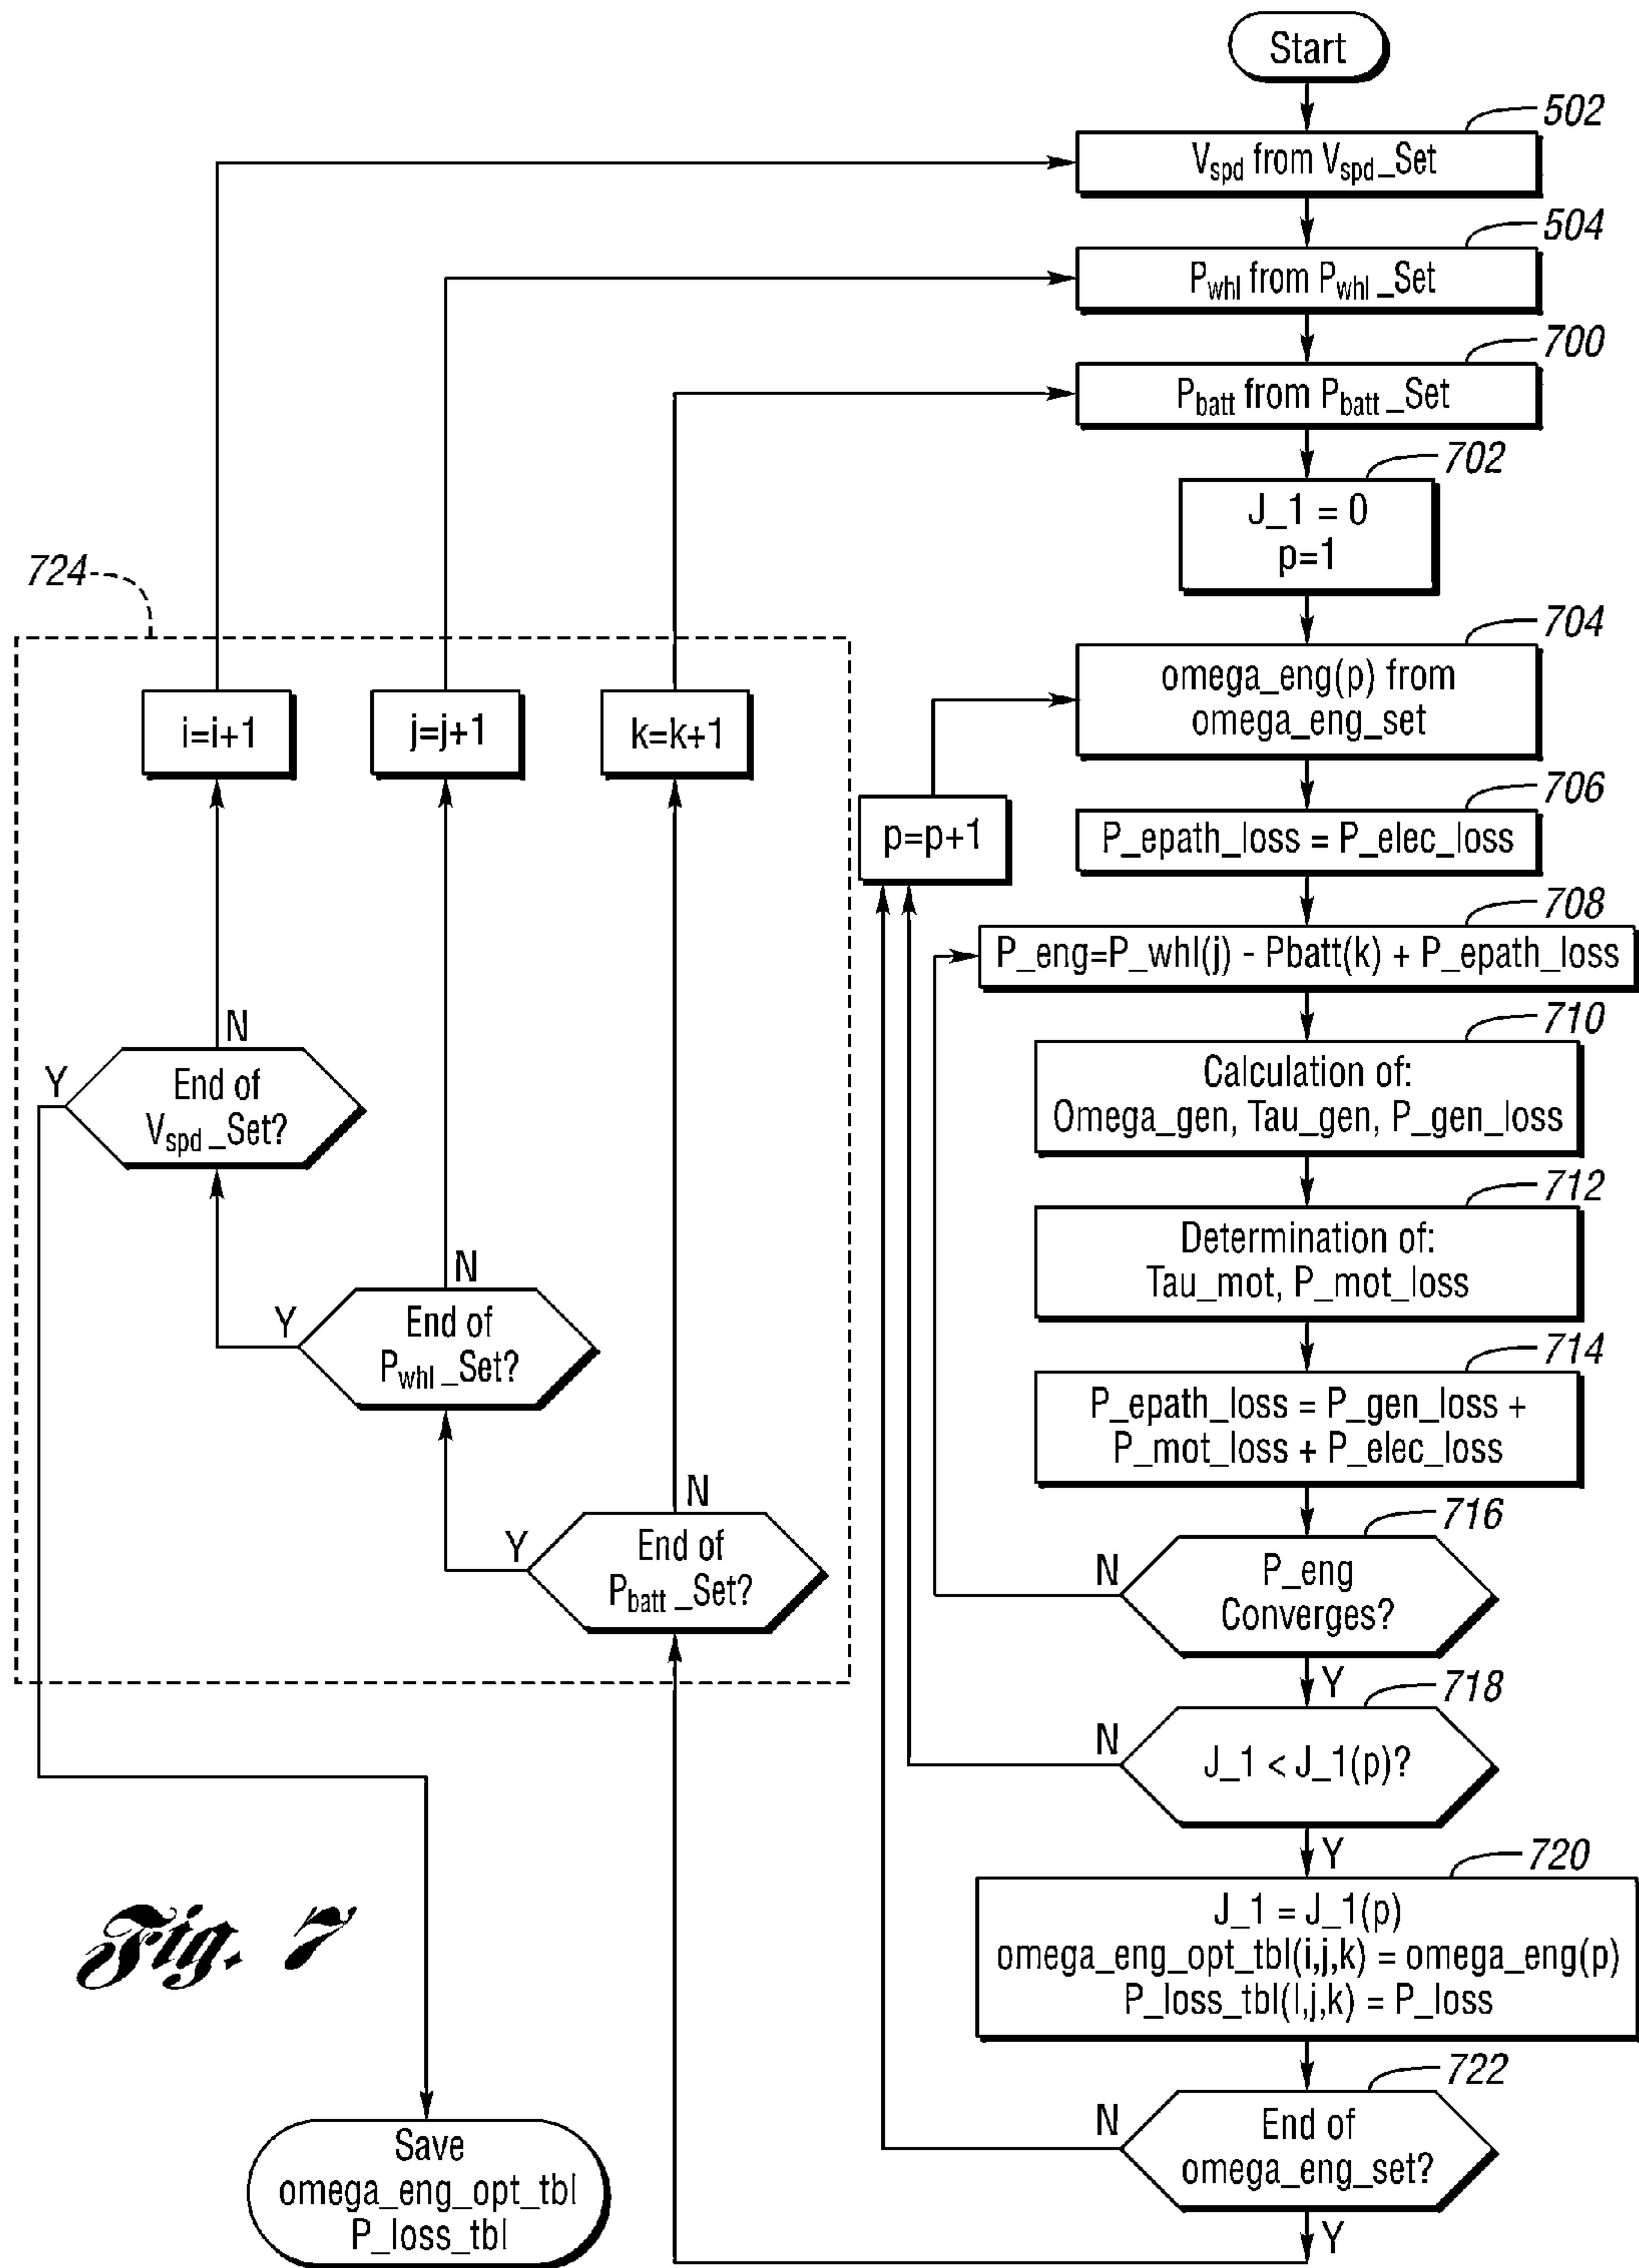 Start
502
Vspd from Vspd_Set
504
Pwhl from Pwhl_Set
700
Pbatt from Pbatt_Set
702
J_1 = 0
p=1
724
704
omega_eng(p) from
omega_eng_set
i=i+1
j=j+1
k=k+1
p=p+1
706
P_epath_loss = P_elec_loss
708
P_eng=P_whl(j) - Pbatt(k) + P_epath_loss
710
Calculation of:
Omega_gen, Tau_gen, P_gen_loss
N
Y
End of
Vspd_Set?
712
Determination of:
Tau_mot, P_mot_loss
N
Y
End of
Pwhl_Set?
714
P_epath_loss = P_gen_loss +
P_mot_loss + P_elec_loss
N
Y
End of
Pbatt_Set?
716
N
P_eng
Converges?
Y
718
N
J_1 < J_1(p)?
Y
720
J_1 = J_1(p)
omega_eng_opt_tbl(i,j,k) = omega_eng(p)
P_loss_tbl(l,j,k) = P_loss
Fig. 7
722
N
End of
omega_eng_set?
Y
Save
omega_eng_opt_tbl
P_loss_tbl